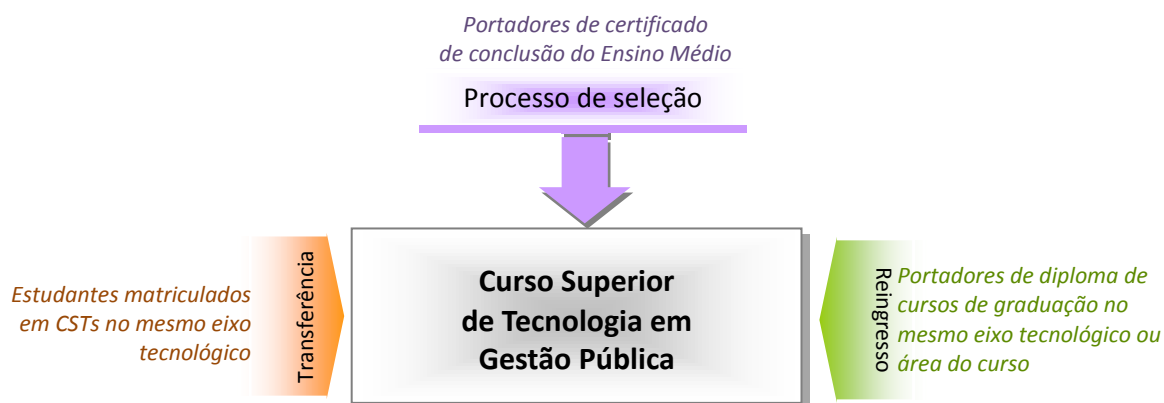 Portadores de certificado
de conclusão do Ensino Médio
Processo de seleção
Estudantes matriculados
em CSTs no mesmo eixo
tecnológico
Transferência
Curso Superior
de Tecnologia em
Gestão Pública
Reingresso
Portadores de diploma de
cursos de graduação no
mesmo eixo tecnológico ou
área do curso